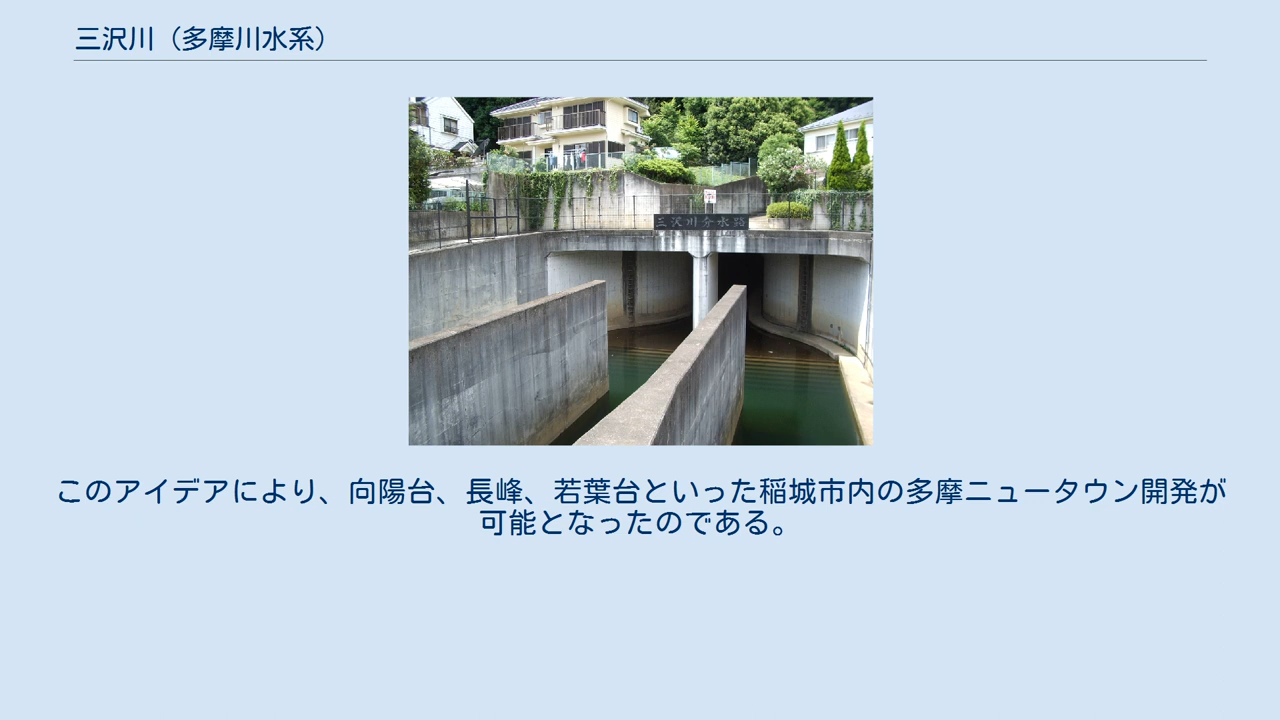 三沢川（多摩川水系）
三沢川分水路
このアイデアにより、向陽台、長峰、若葉台といった稲城市内の多摩ニュータウン開発が
可能となったのである。